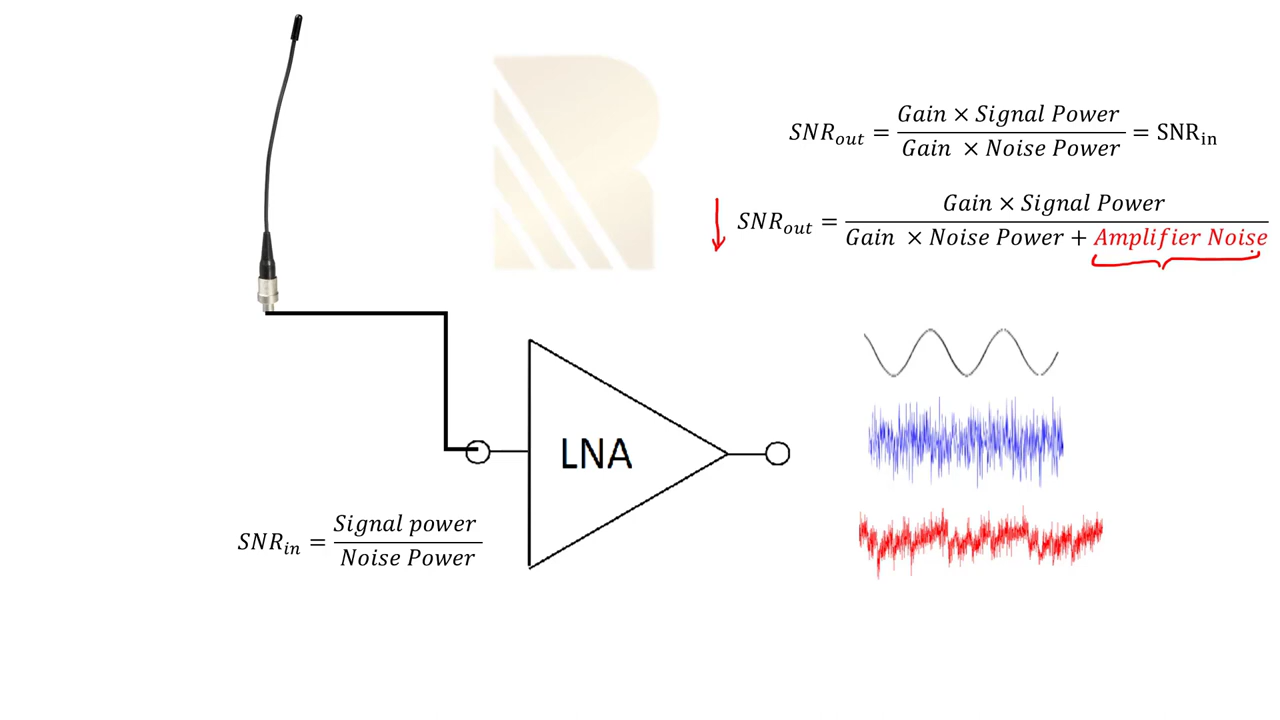 SNR_out = Gain × Signal Power / Gain × Noise Power = SNR_in
SNR_out = Gain × Signal Power / Gain × Noise Power + Amplifier Noise
LNA
SNR_in = Signal power / Noise Power